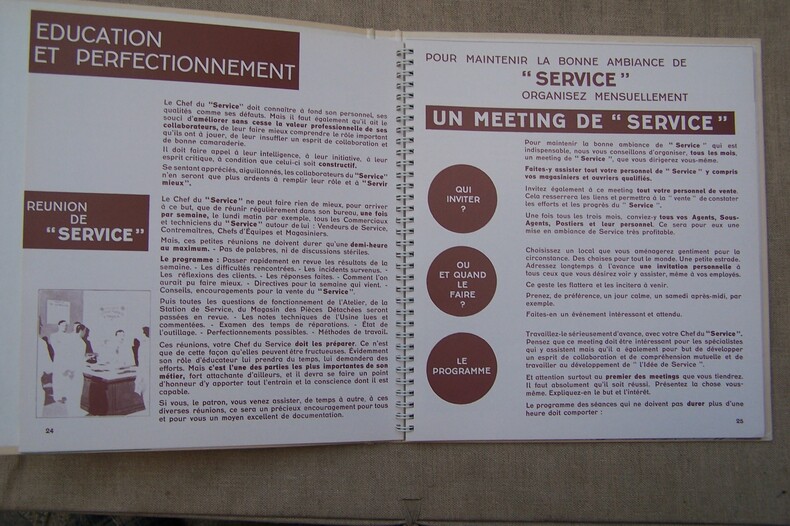 EDUCATION
ET PERFECTIONNEMENT
Le Chef du "Service" doit connaître à fond son personnel, ses
qualités comme ses défauts. Mais il faut également qu'il ait le
souci d'améliorer sans cesse la valeur professionnelle de ses
collaborateurs, de leur faire mieux comprendre le rôle important
qu'ils ont à jouer, de leur insuffler un esprit de collaboration et
de bonne camaraderie.
Il doit faire appel à leur intelligence, à leur initiative, à leur
esprit critique, à condition que celui-ci soit constructif.
Se sentant appréciés, aiguillonnés, les collaborateurs du "Service"
n'en seront que plus ardents à remplir leur rôle et à "Servir
mieux".
REUNION
DE
"SERVICE"
Le Chef du "Service" ne peut faire rien de mieux, pour arriver
à ce but, que de réunir régulièrement dans son bureau, une fois
par semaine, le lundi matin par exemple, tous les Commerciaux
et techniciens du "Service" autour de lui : Vendeurs de Service,
Contremaîtres, Chefs d'Équipes et Magasiniers.
Mais, ces petites réunions ne doivent durer qu'une demi-heure
au maximum. - Pas de palabres, ni de discussions stériles.
Le programme : Passer rapidement en revue les résultats de la
semaine. - Les difficultés rencontrées. - Les incidents survenus. -
Les réflexions des clients. - Les réponses faites. - Comment l'on
aurait pu faire mieux. - Directives pour la semaine qui vient. -
Conseils, encouragements pour la vente du "Service".
Puis toutes les questions de fonctionnement de l'Atelier, de la
Station de Service, du Magasin des Pièces Détachées seront
passées en revue. - Les notes techniques de l'Usine lues et
commentées. - Examen des temps de réparations. - Etat de
l'outillage. - Perfectionnements possibles. - Méthodes de travail.
Ces réunions, votre Chef du Service doit les préparer. Ce n'est
que de cette façon qu'elles peuvent être fructueuses. Évidemment
son rôle d'éducateur lui prendra du temps, lui demandera des
efforts. Mais c'est l'une des parties les plus importantes de son
métier, fort attachante d'ailleurs, et il devra se faire un point
d'honneur d'y apporter tout l'entrain et la conscience dont il est
capable.
Si vous, le patron, vous venez assister, de temps à autre, à ces
diverses réunions, ce sera un précieux encouragement pour tous
et pour vous un moyen excellent de documentation.
24
POUR MAINTENIR LA BONNE AMBIANCE DE
"SERVICE"
ORGANISEZ MENSUELLEMENT
UN MEETING DE "SERVICE"
Pour maintenir la bonne ambiance de "Service" qui est
indispensable, nous vous conseillons d'organiser, tous les mois,
un meeting de "Service", que vous dirigerez vous-même.
QUI
INVITER
?
Faites-y assister tout votre personnel de "Service" y compris
vos magasiniers et ouvriers qualifiés.
Invitez également à ce meeting tout votre personnel de vente.
Cela resserrera les liens et permettra à la "vente" de constater
les efforts et les progrès du "Service".
Une fois tous les trois mois, conviez-y tous vos Agents, Sous-
Agents, Postiers et leur personnel. Ce sera pour eux une
mise en ambiance de Service très profitable.
OU
ET QUAND
LE
FAIRE
?
Choisissez un local que vous aménagerez gentiment pour la
circonstance. Des chaises pour tout le monde. Une petite estrade.
Adressez longtemps à l'avance une invitation personnelle à
tous ceux que vous désirez voir y assister, même à vos employés.
Ce geste les flattera et les incitera à venir.
Prenez, de préférence, un jour calme, un samedi après-midi, par
exemple.
Faites-en un événement intéressant et attendu.
LE
PROGRAMME
Travaillez-le sérieusement d'avance, avec votre Chef du "Service".
Pensez que ce meeting doit être intéressant pour les spécialistes
qui y assistent mais qu'il a également pour but de développer
un esprit de collaboration et de compréhension mutuelle et de
travailler au développement de "l'Idée de Service".
Et attention surtout au premier des meetings que vous tiendrez.
Il faut absolument qu'il soit réussi. Présentez la chose vous-
même. Expliquez-en le but et l'intérêt.
Le programme des séances qui ne doivent pas durer plus d'une
heure doit comporter :
25